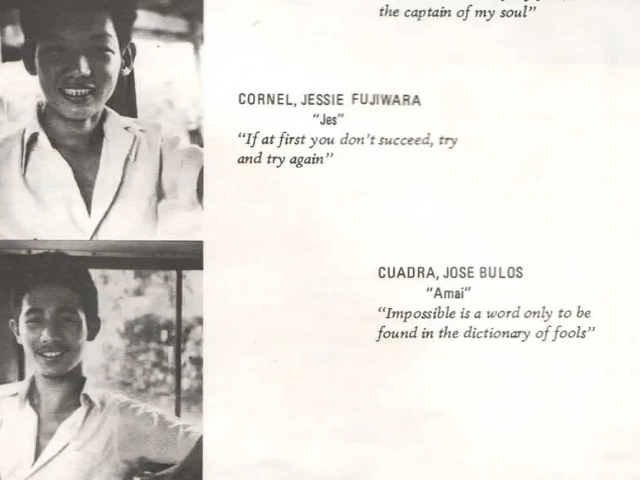 the captain of my soul”
CORNEL, JESSIE FUJIWARA
“Jes”
“If at first you don’t succeed, try
and try again”
CUADRA, JOSE BULOS
“Amai”
“Impossible is a word only to be
found in the dictionary of fools”